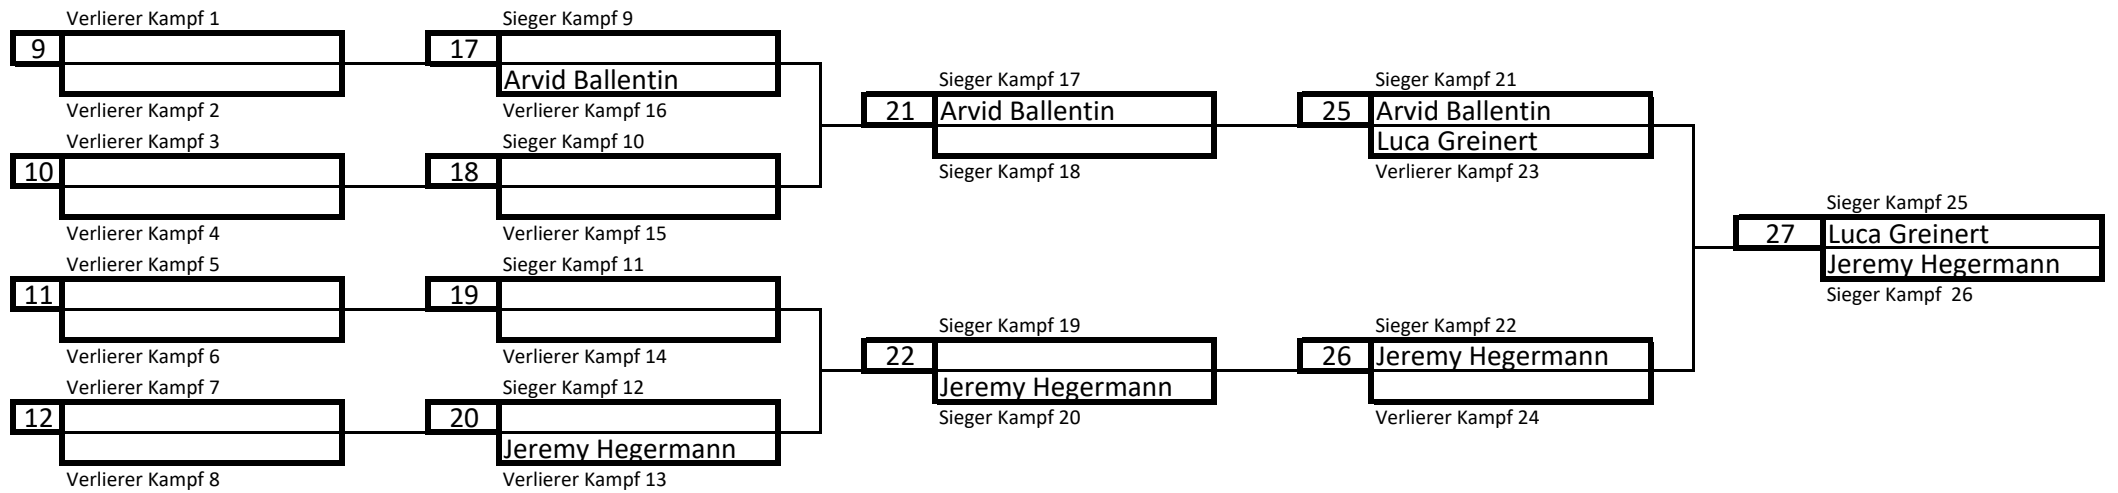 Verlierer Kampf 1
9
Verlierer Kampf 2
Verlierer Kampf 3
10
Verlierer Kampf 4
Verlierer Kampf 5
11
Verlierer Kampf 6
Verlierer Kampf 7
12
Verlierer Kampf 8
Sieger Kampf 9
17
Arvid Ballentin
Verlierer Kampf 16
Sieger Kampf 10
18
Verlierer Kampf 15
Sieger Kampf 11
19
Verlierer Kampf 14
Sieger Kampf 12
20
Jeremy Hegermann
Verlierer Kampf 13
Sieger Kampf 17
21 Arvid Ballentin
Sieger Kampf 18
Sieger Kampf 19
22
Jeremy Hegermann
Sieger Kampf 20
Sieger Kampf 21
25 Arvid Ballentin
Luca Greinert
Verlierer Kampf 23
Sieger Kampf 22
26 Jeremy Hegermann
Verlierer Kampf 24
Sieger Kampf 25
27 Luca Greinert
Jeremy Hegermann
Sieger Kampf 26